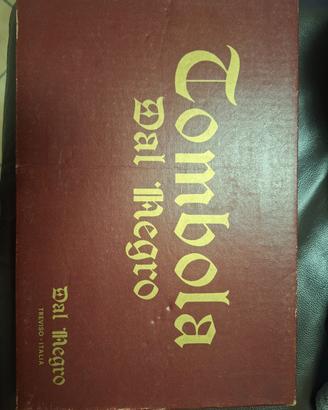 Tombola
Dal Negro
Dal Negro
TREVISO - ITALIA